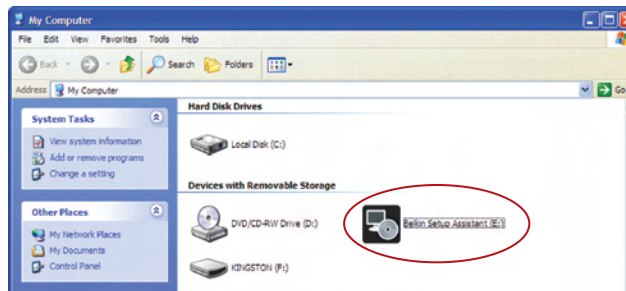 My Computer
File Edit View Favorites Tools Help
Back Search Folders
Address My Computer Go
System Tasks
View system information
Add or remove programs
Change a setting
Other Places
My Network Places
My Documents
Control Panel
Hard Disk Drives
Local Disk (C:)
Devices with Removable Storage
DVD/CD-RW Drive (D:) Belkin Setup Assistant (E:)
KINGSTON (F:)